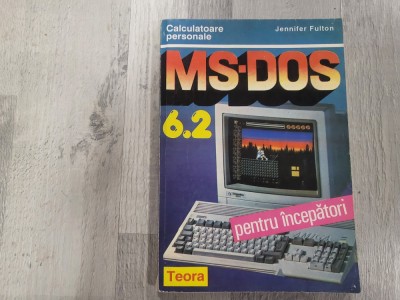 Calculatoare
personale
Jennifer Fulton
MS-DOS
6.2
pentru începători
Teora